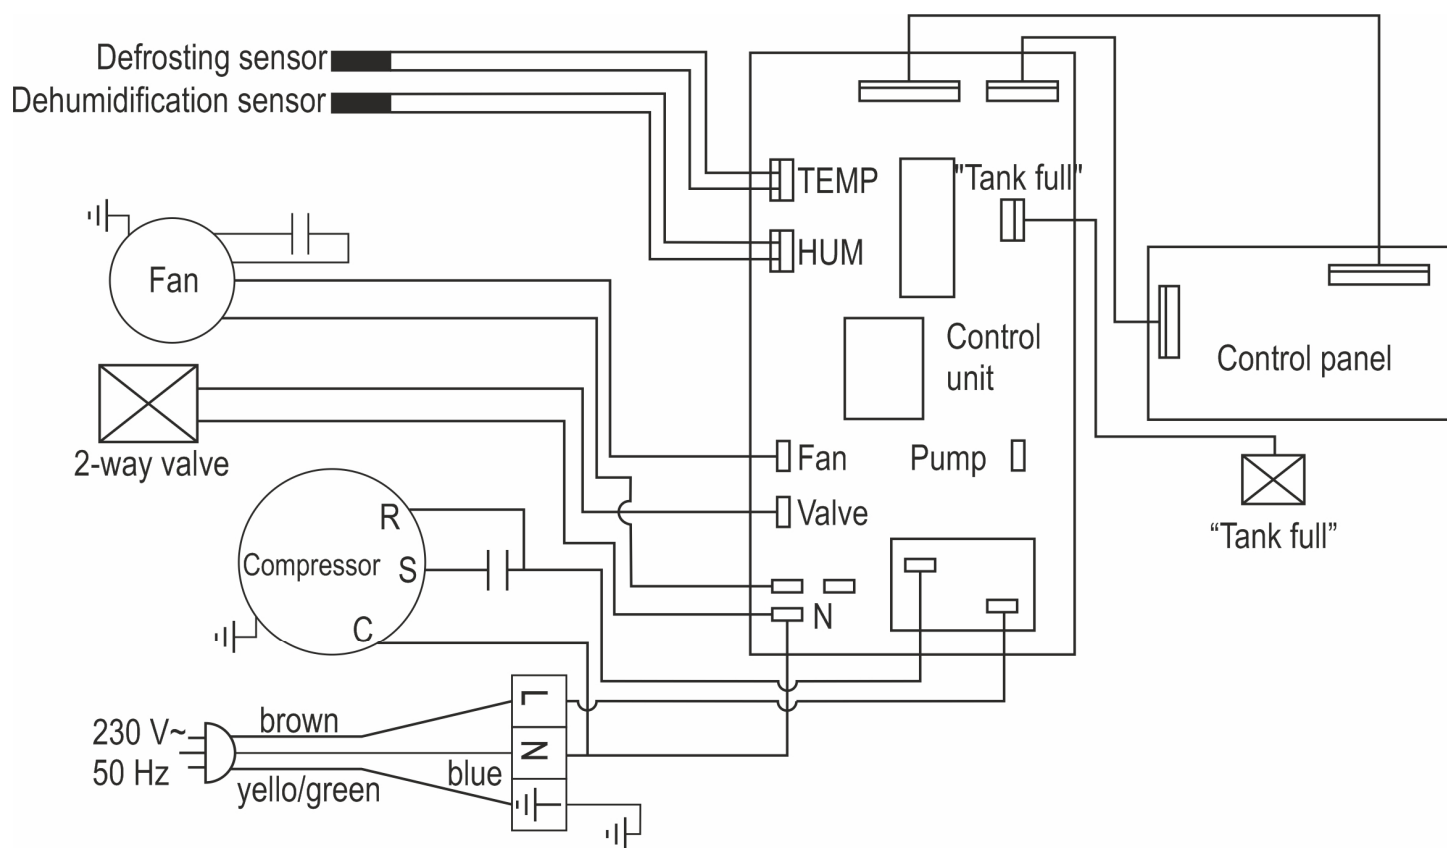 Defrosting sensor
Dehumidification sensor
TEMP
"Tank full"
HUM
Fan
Control
unit
Control panel
2-way valve
Fan
Pump
Valve
“Tank full”
R
Compressor
S
C
N
L
N
230 V~
50 Hz
brown
blue
yello/green